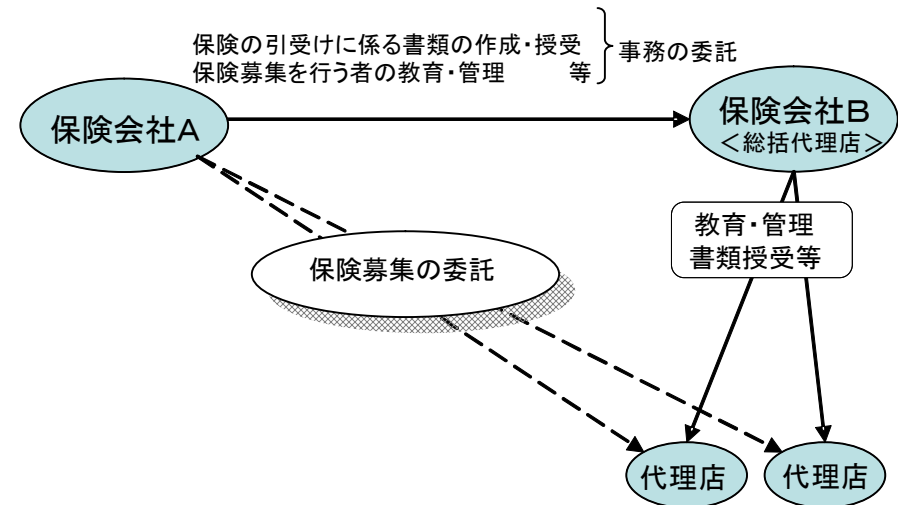 保険の引受けに係る書類の作成・授受
保険募集を行う者の教育・管理　　　等
事務の委託
保険会社A
保険会社B
＜総括代理店＞
教育・管理
書類授受等
保険募集の委託
代理店
代理店